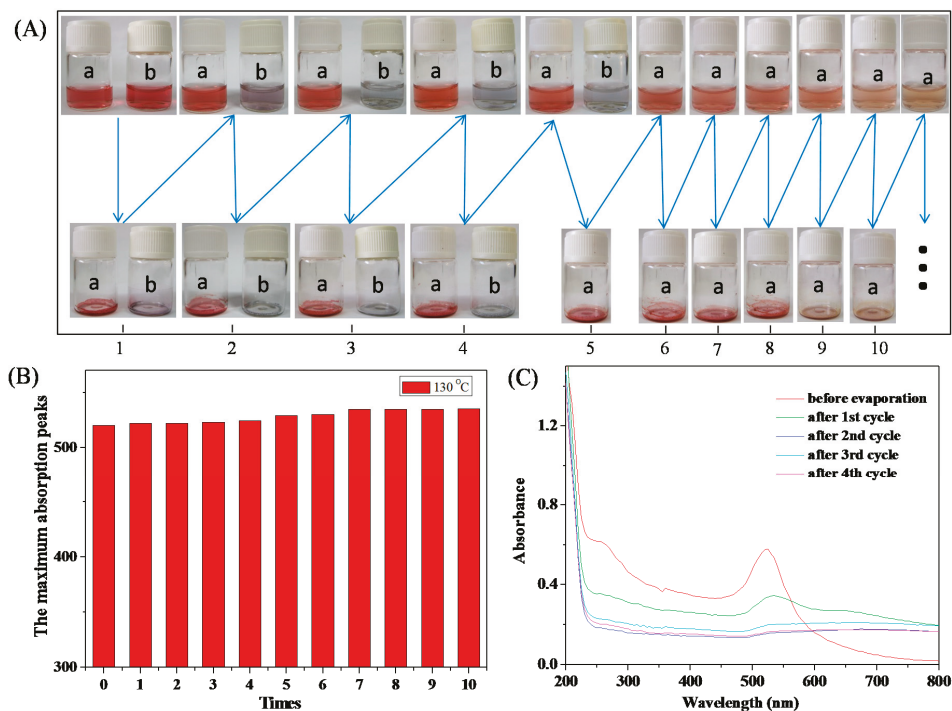 (A)
a b a b a b a b a b a a a a a a
a b a b a b a b a a a a a a
1 2 3 4 5 6 7 8 9 10
(B)
130 °C
The maximum absorption peaks
500
400
300
0 1 2 3 4 5 6 7 8 9 10
Times
(C)
before evaporation
after 1st cycle
after 2nd cycle
after 3rd cycle
after 4th cycle
Absorbance
1.2
0.8
0.4
0.0
200 300 400 500 600 700 800
Wavelength (nm)